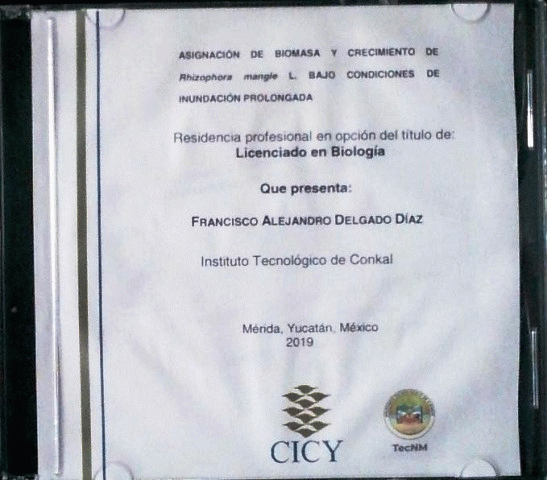 ASIGNACIÓN DE BIOMASA Y CRECIMIENTO DE
Rhizophora mangle L. BAJO CONDICIONES DE
INUNDACIÓN PROLONGADA
Residencia profesional en opción del título de:
Licenciado en Biología
Que presenta:
FRANCISCO ALEJANDRO DELGADO DÍAZ
Instituto Tecnológico de Conkal
Mérida, Yucatán, México
2019
CICY
TecNM